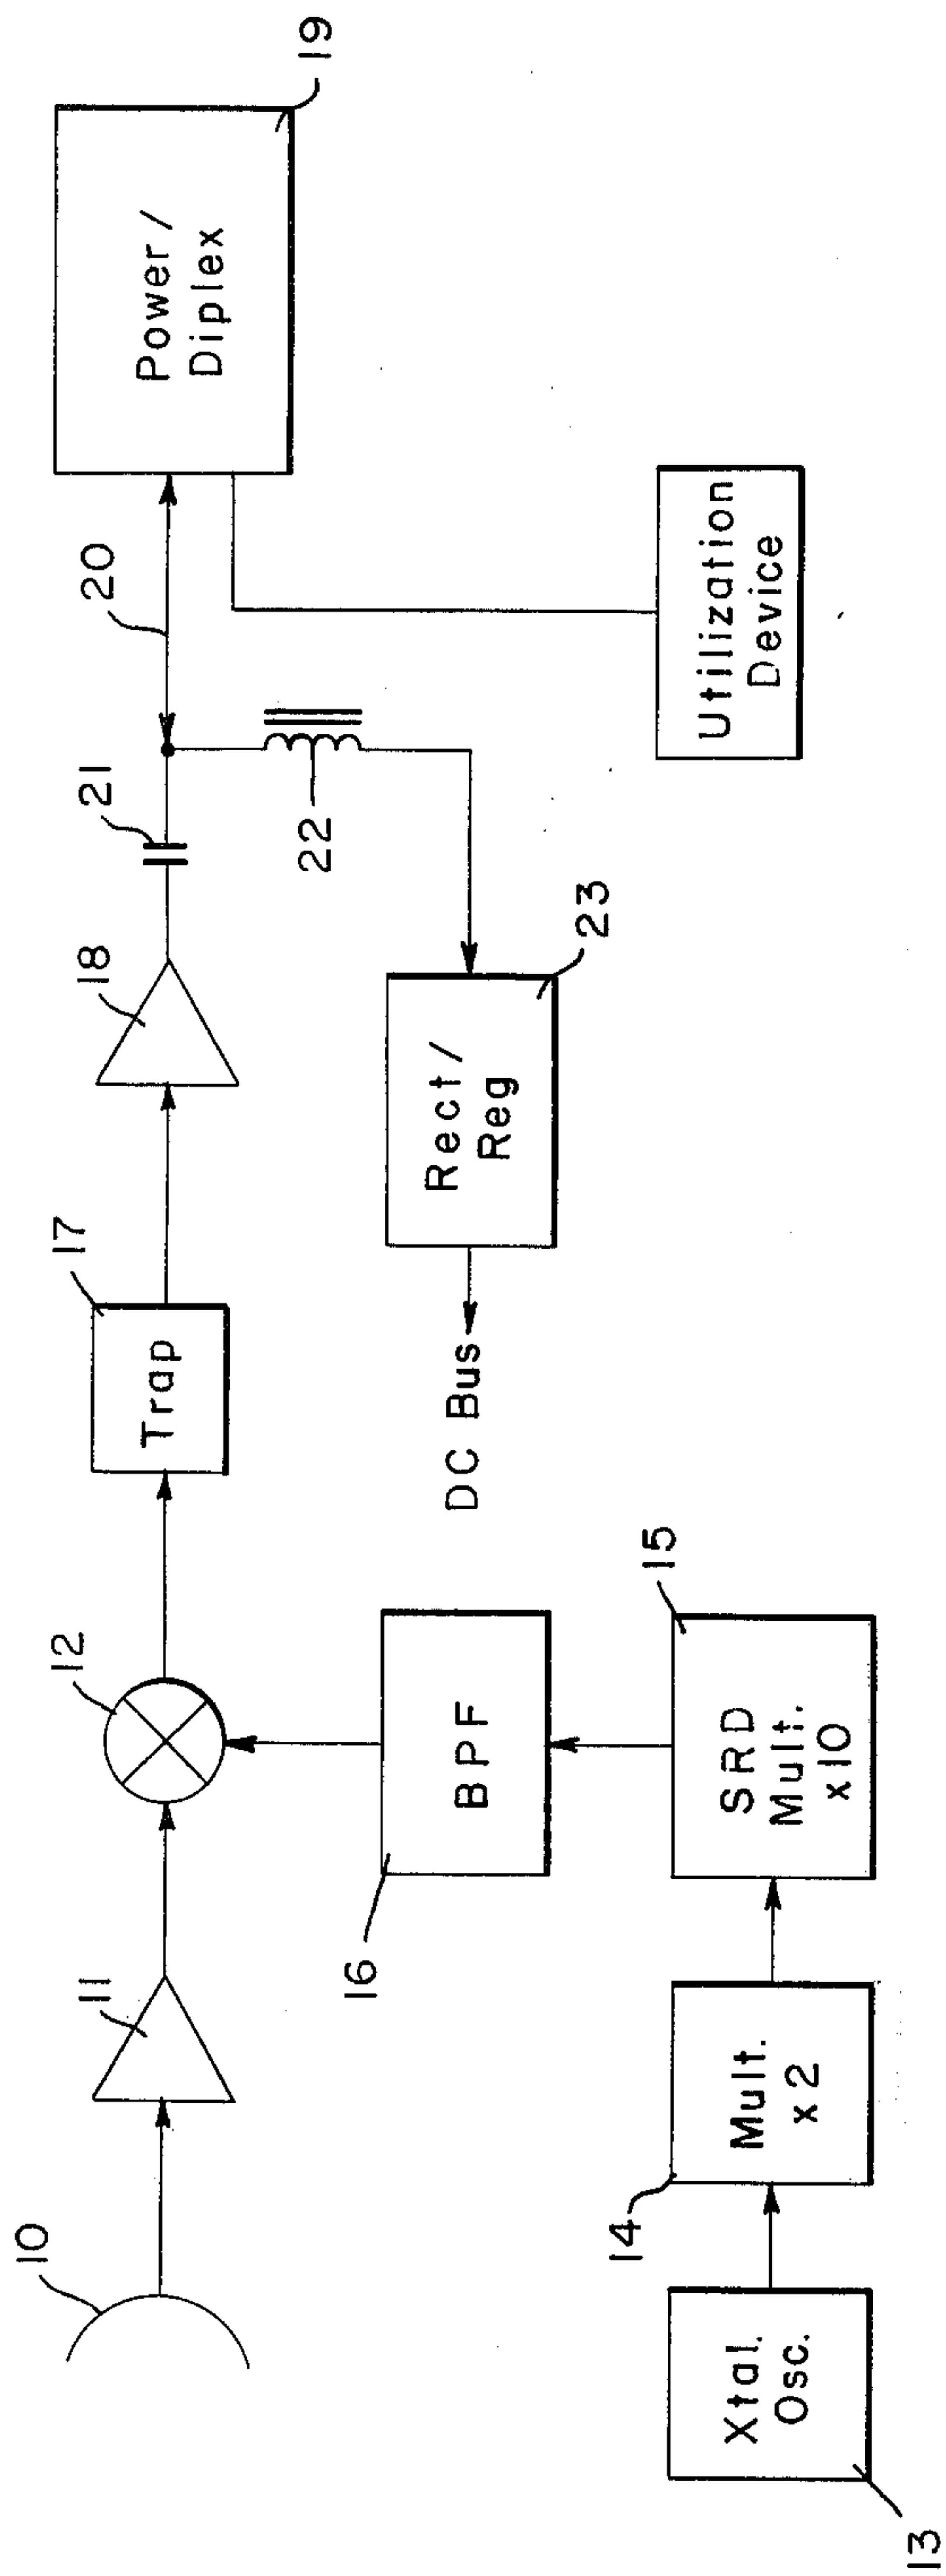 10
11
12
17
Trap
18
21
20
Power/
Diplex
19
22
16
BPF
DC Bus
Rect/
Reg
23
13
Xtal.
Osc.
14
Mult.
x2
15
SRD
Mult.
x10
Utilization
Device